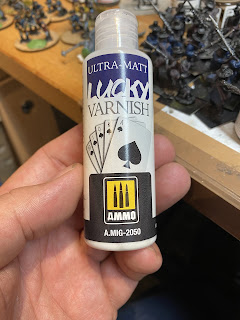 ULTRA-MATT
LUCKY
VARNISH
AMMO
A.MIG-2050